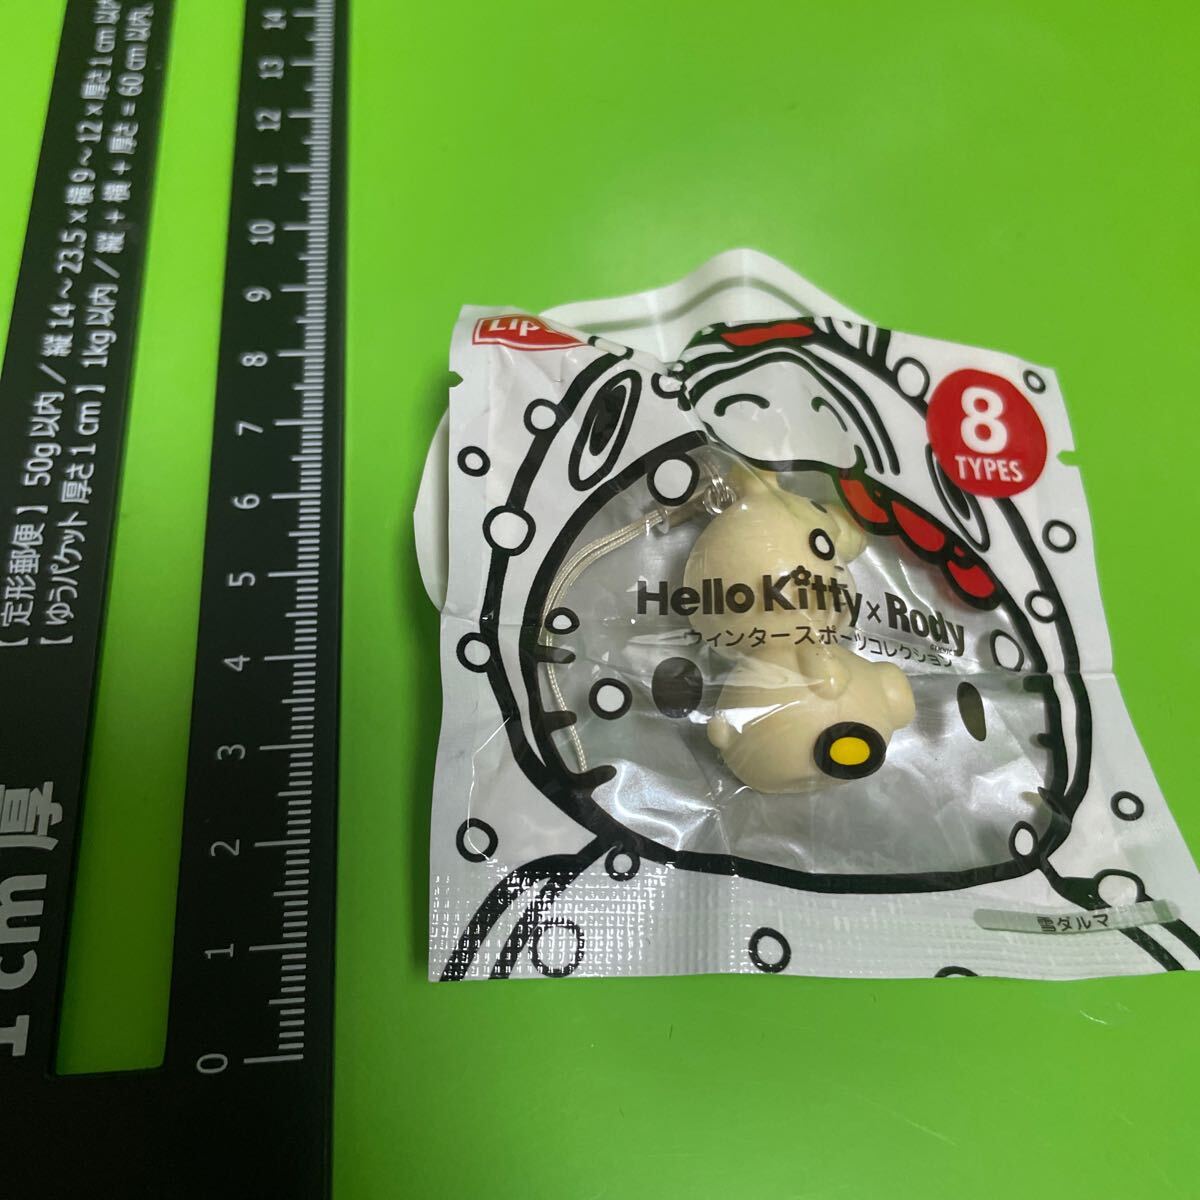 【定形郵便】50g以内/縦14～23.5×横9～12×厚さ1cm以内
【ゆうパケット厚さ1cm】1kg以内/縦+横+厚さ=60cm以内、
1cm厚
0
1
2
3
4
5
6
7
8
9
10
11
12
13
14
Lip
8
TYPES
Hello Kitty × Rody
ウィンタースポーツコレクション
雪ダルマ